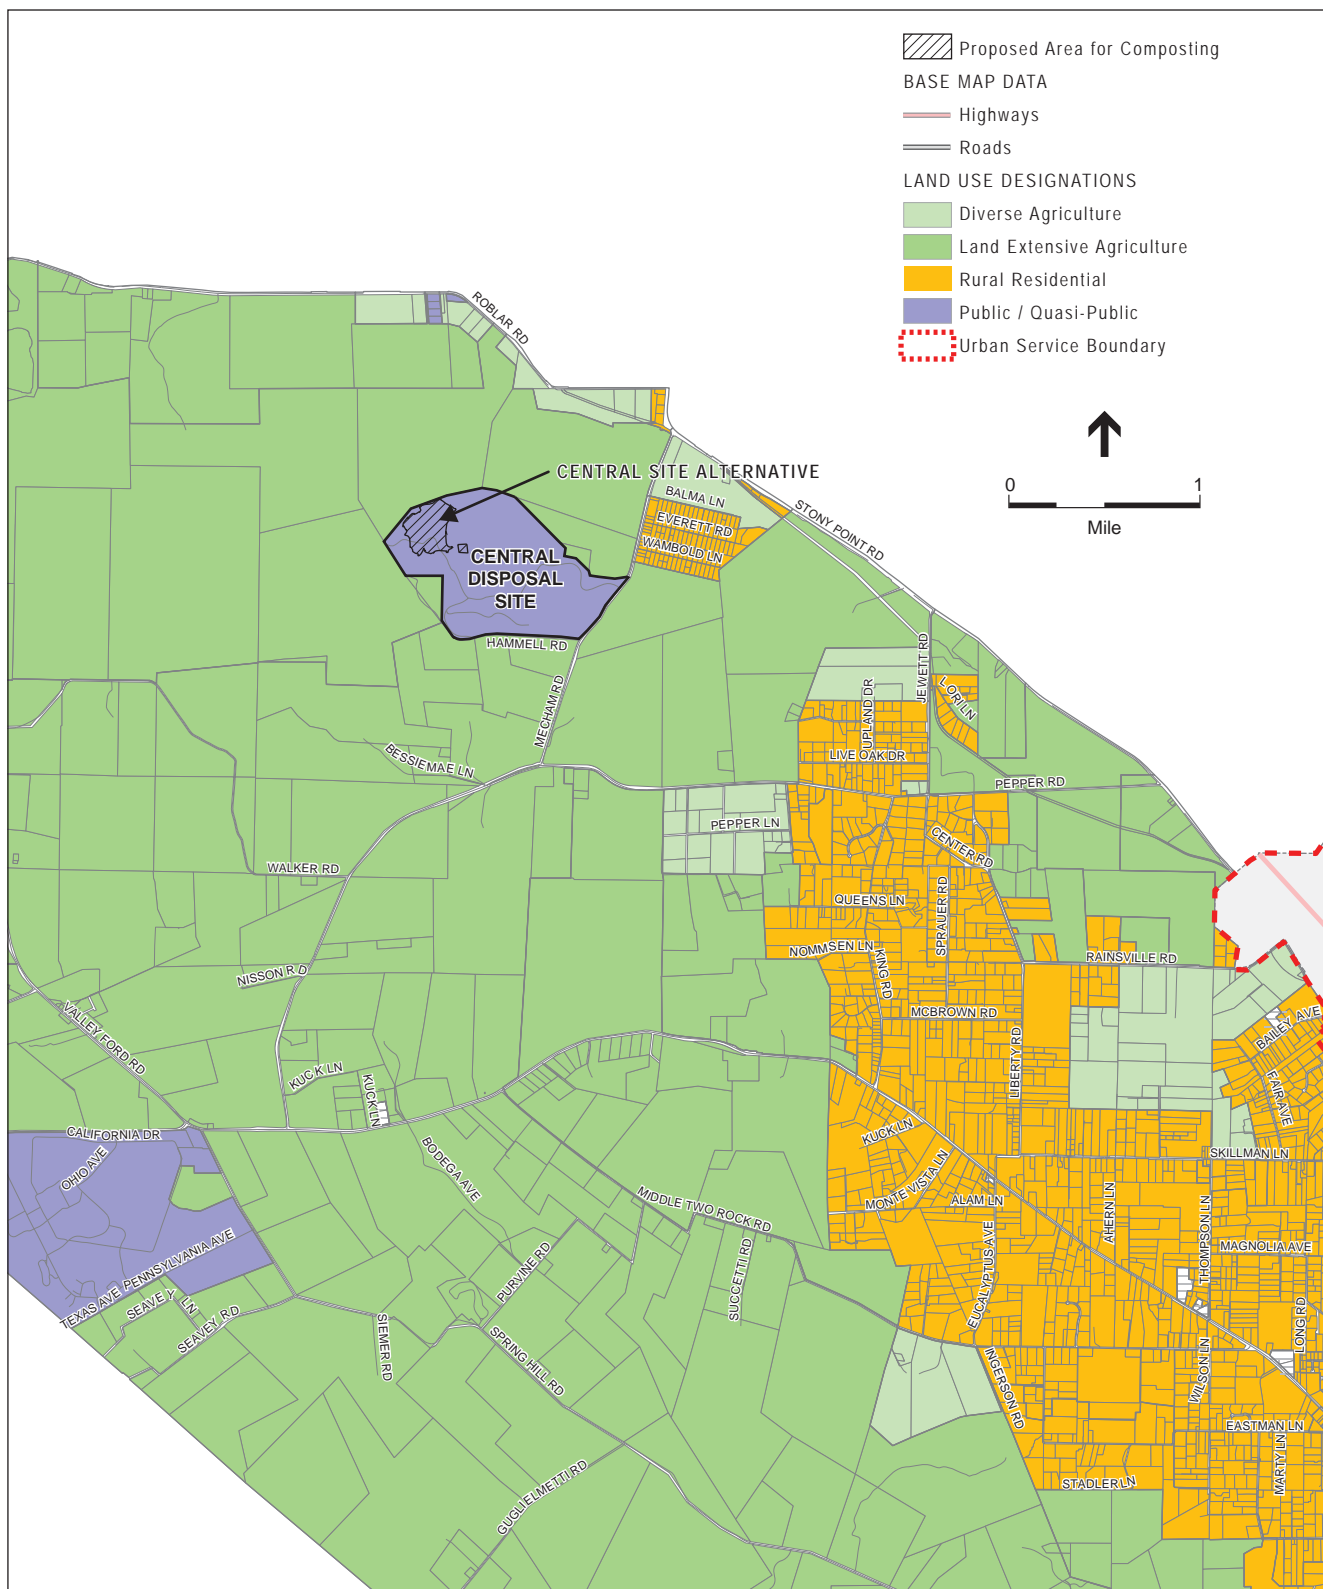 Proposed Area for Composting
BASE MAP DATA
Highways
Roads
LAND USE DESIGNATIONS
Diverse Agriculture
Land Extensive Agriculture
Rural Residential
Public / Quasi-Public
Urban Service Boundary
0 1
Mile
ROBLAR RD
CENTRAL SITE ALTERNATIVE
BALMA LN
EVERETT RD
WAMBOLD LN
STONY POINT RD
CENTRAL
DISPOSAL
SITE
HAMMELL RD
MECHAM RD
JEWETT RD
LORI LN
UPLAND DR
LIVE OAK DR
BESSIEMAE LN
PEPPER RD
PEPPER LN
CENTER RD
WALKER RD
QUEENS LN
SPRAUER RD
NOMMSEN LN
KING RD
RAINSVILLE RD
NISSON RD
MCBROWN RD
VALLEY FORD RD
LIBERTY RD
BAILEY AVE
FAIR AVE
KUCK LN
KUCK LN
KUCK LN
CALIFORNIA DR
OHIO AVE
BODEGA AVE
SKILLMAN LN
MONTE VISTA LN
ALAM LN
MIDDLE TWO ROCK RD
AHERN LN
THOMPSON LN
MAGNOLIA AVE
PENNSYLVANIA AVE
TEXAS AVE
SEAVEY LN
SEAVEY RD
PURVINE RD
SUCCETTI RD
EUCALYPTUS AVE
SIEMER RD
SPRING HILL RD
INGERSON RD
WILSON LN
LONG RD
EASTMAN LN
MARTY LN
STADLER LN
GUGLIELMETTI RD